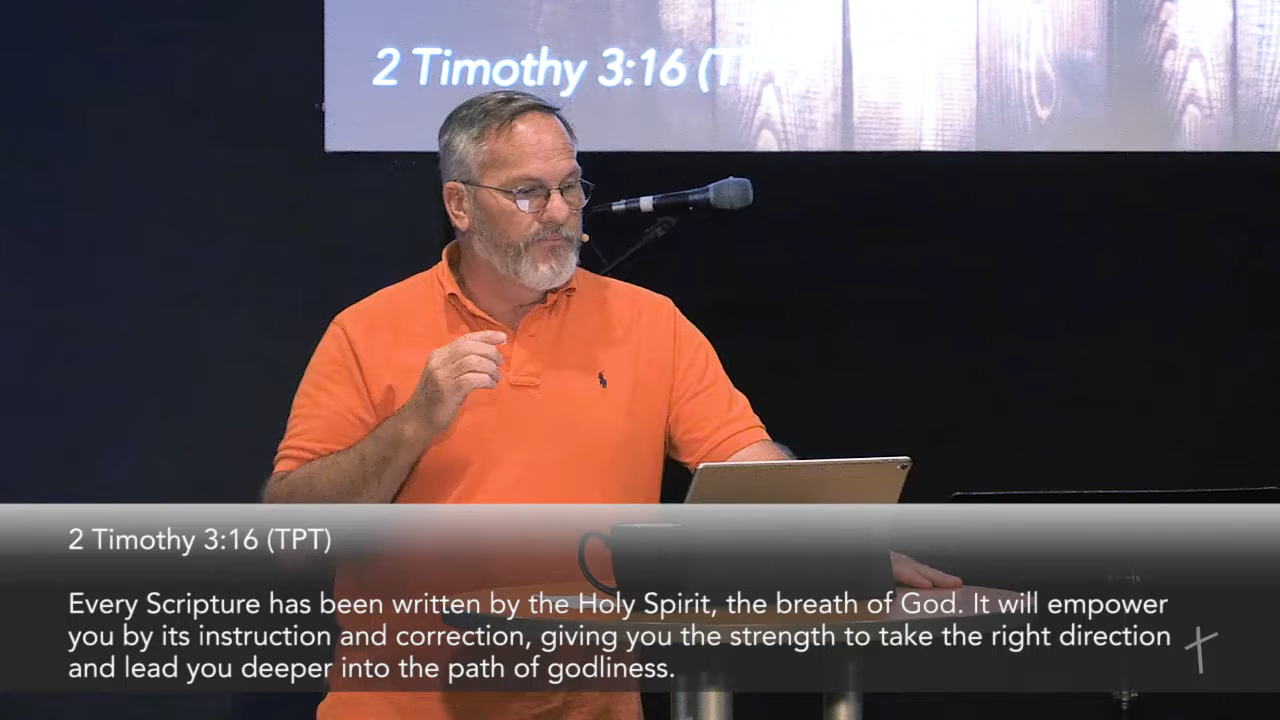 2 Timothy 3:16 (TPT)
2 Timothy 3:16 (TPT)
Every Scripture has been written by the Holy Spirit, the breath of God. It will empower
you by its instruction and correction, giving you the strength to take the right direction
and lead you deeper into the path of godliness.